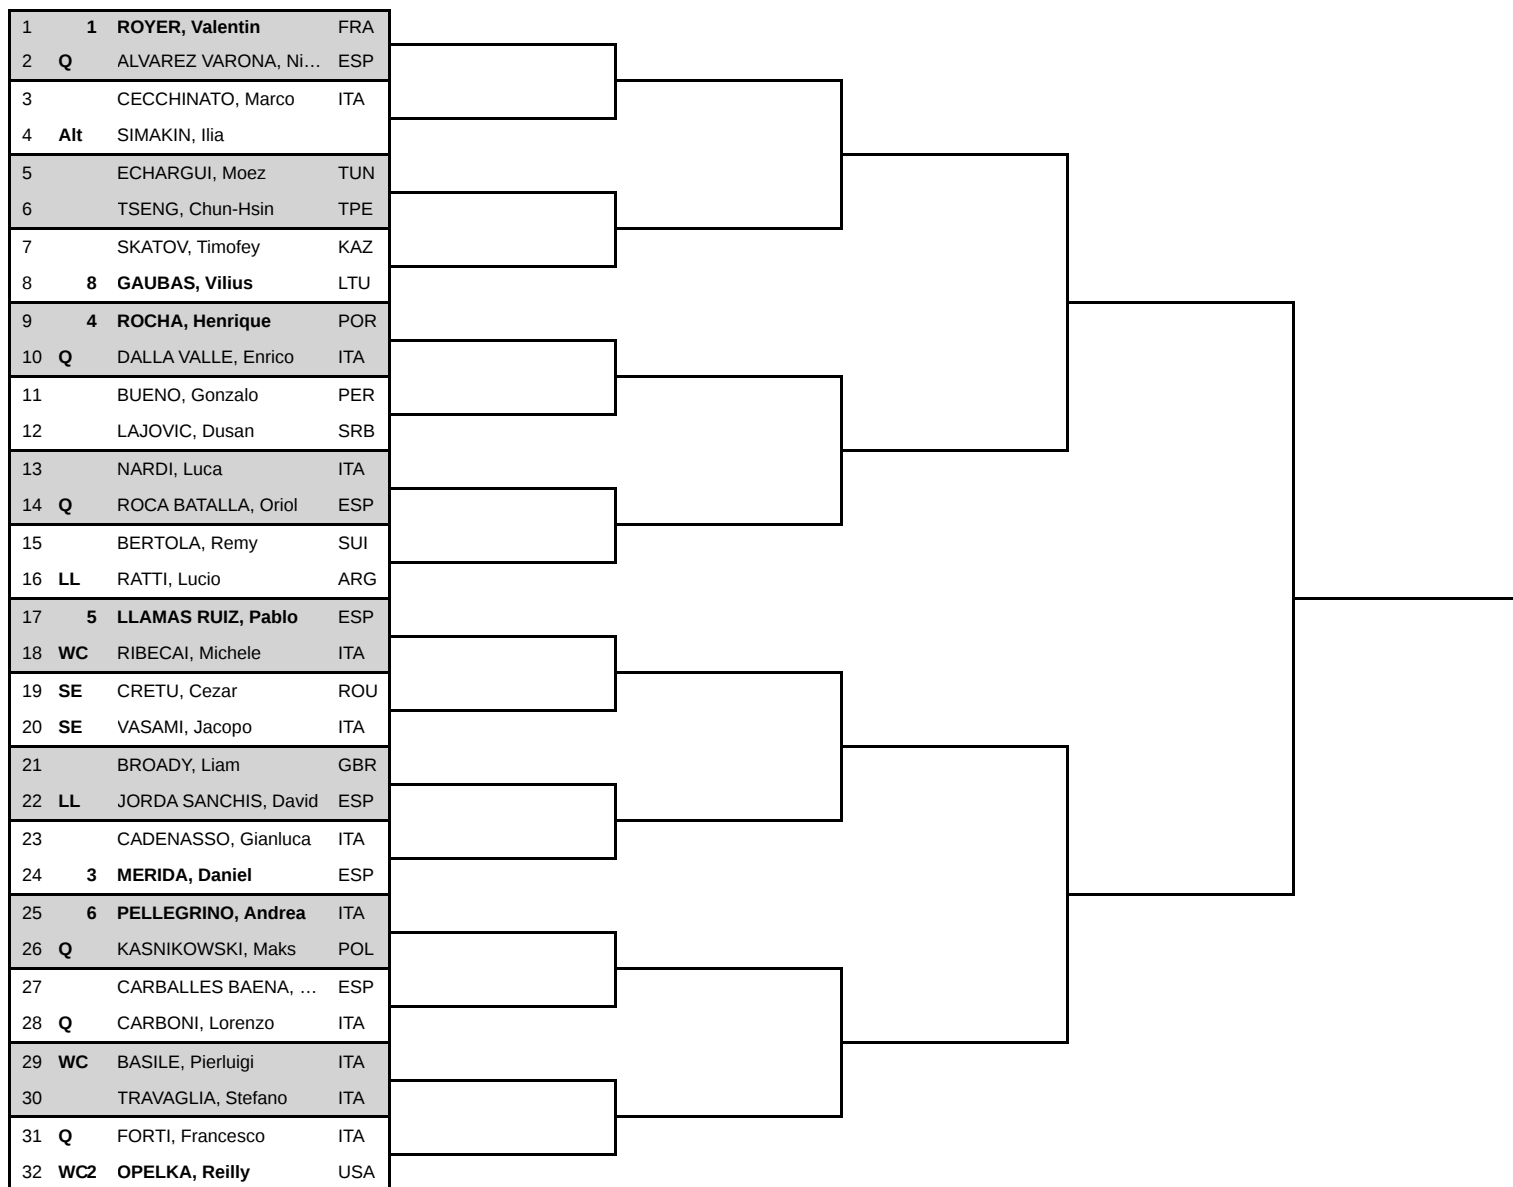 1 1 ROYER, Valentin FRA
2 Q ALVAREZ VARONA, Ni... ESP
3 CECCHINATO, Marco ITA
4 Alt SIMAKIN, Ilia
5 ECHARGUI, Moez TUN
6 TSENG, Chun-Hsin TPE
7 SKATOV, Timofey KAZ
8 8 GAUBAS, Vilius LTU
9 4 ROCHA, Henrique POR
10 Q DALLA VALLE, Enrico ITA
11 BUENO, Gonzalo PER
12 LAJOVIC, Dusan SRB
13 NARDI, Luca ITA
14 Q ROCA BATALLA, Oriol ESP
15 BERTOLA, Remy SUI
16 LL RATTI, Lucio ARG
17 5 LLAMAS RUIZ, Pablo ESP
18 WC RIBECAI, Michele ITA
19 SE CRETU, Cezar ROU
20 SE VASAMI, Jacopo ITA
21 BROADY, Liam GBR
22 LL JORDA SANCHIS, David ESP
23 CADENASSO, Gianluca ITA
24 3 MERIDA, Daniel ESP
25 6 PELLEGRINO, Andrea ITA
26 Q KASNIKOWSKI, Maks POL
27 CARBALLES BAENA, ... ESP
28 Q CARBONI, Lorenzo ITA
29 WC BASILE, Pierluigi ITA
30 TRAVAGLIA, Stefano ITA
31 Q FORTI, Francesco ITA
32 WC2 OPELKA, Reilly USA